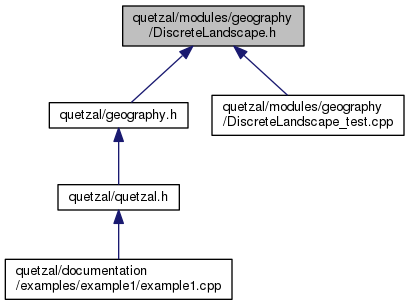 quetzal/modules/geography
/DiscreteLandscape.h
quetzal/geography.h
quetzal/modules/geography
/DiscreteLandscape_test.cpp
quetzal/quetzal.h
quetzal/documentation
/examples/example1/example1.cpp